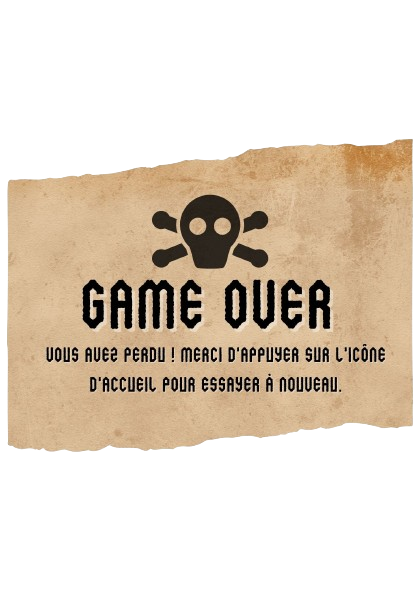 GAME OVER
VOUS AVEZ PERDU ! MERCI D'APPUYER SUR L'ICÔNE
D'ACCUEIL POUR ESSAYER À NOUVEAU.